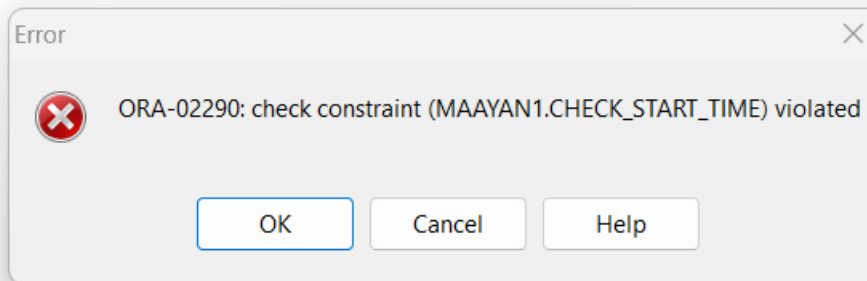 Error
ORA-02290: check constraint (MAAYAN1.CHECK_START_TIME) violated
OK
Cancel
Help